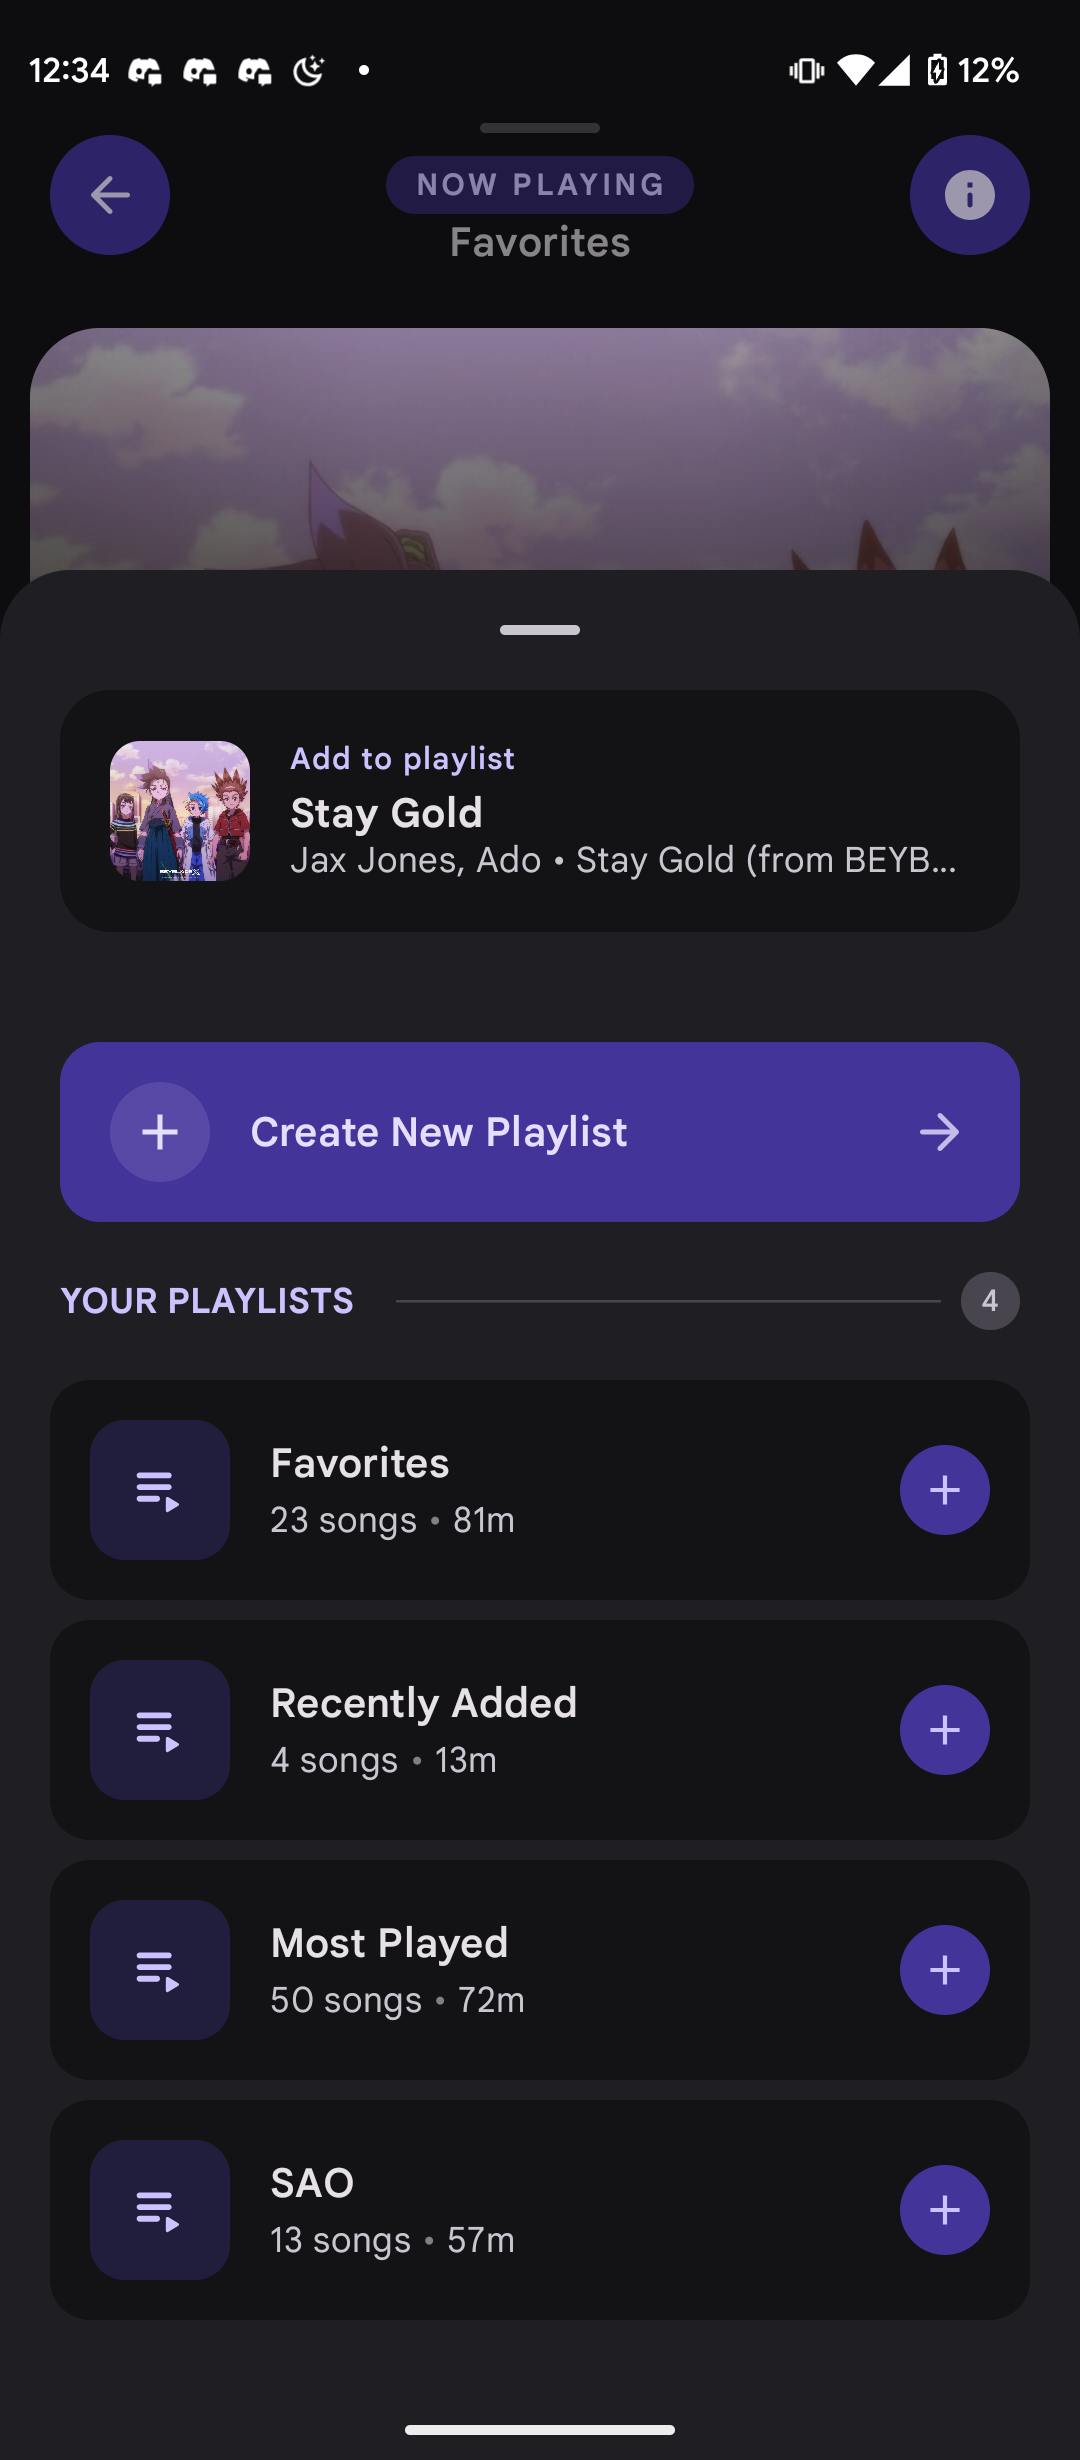 12:34
12%
NOW PLAYING
Favorites
Add to playlist
Stay Gold
Jax Jones, Ado • Stay Gold (from BEYB...
Create New Playlist
YOUR PLAYLISTS
4
Favorites
23 songs • 81m
Recently Added
4 songs • 13m
Most Played
50 songs • 72m
SAO
13 songs • 57m